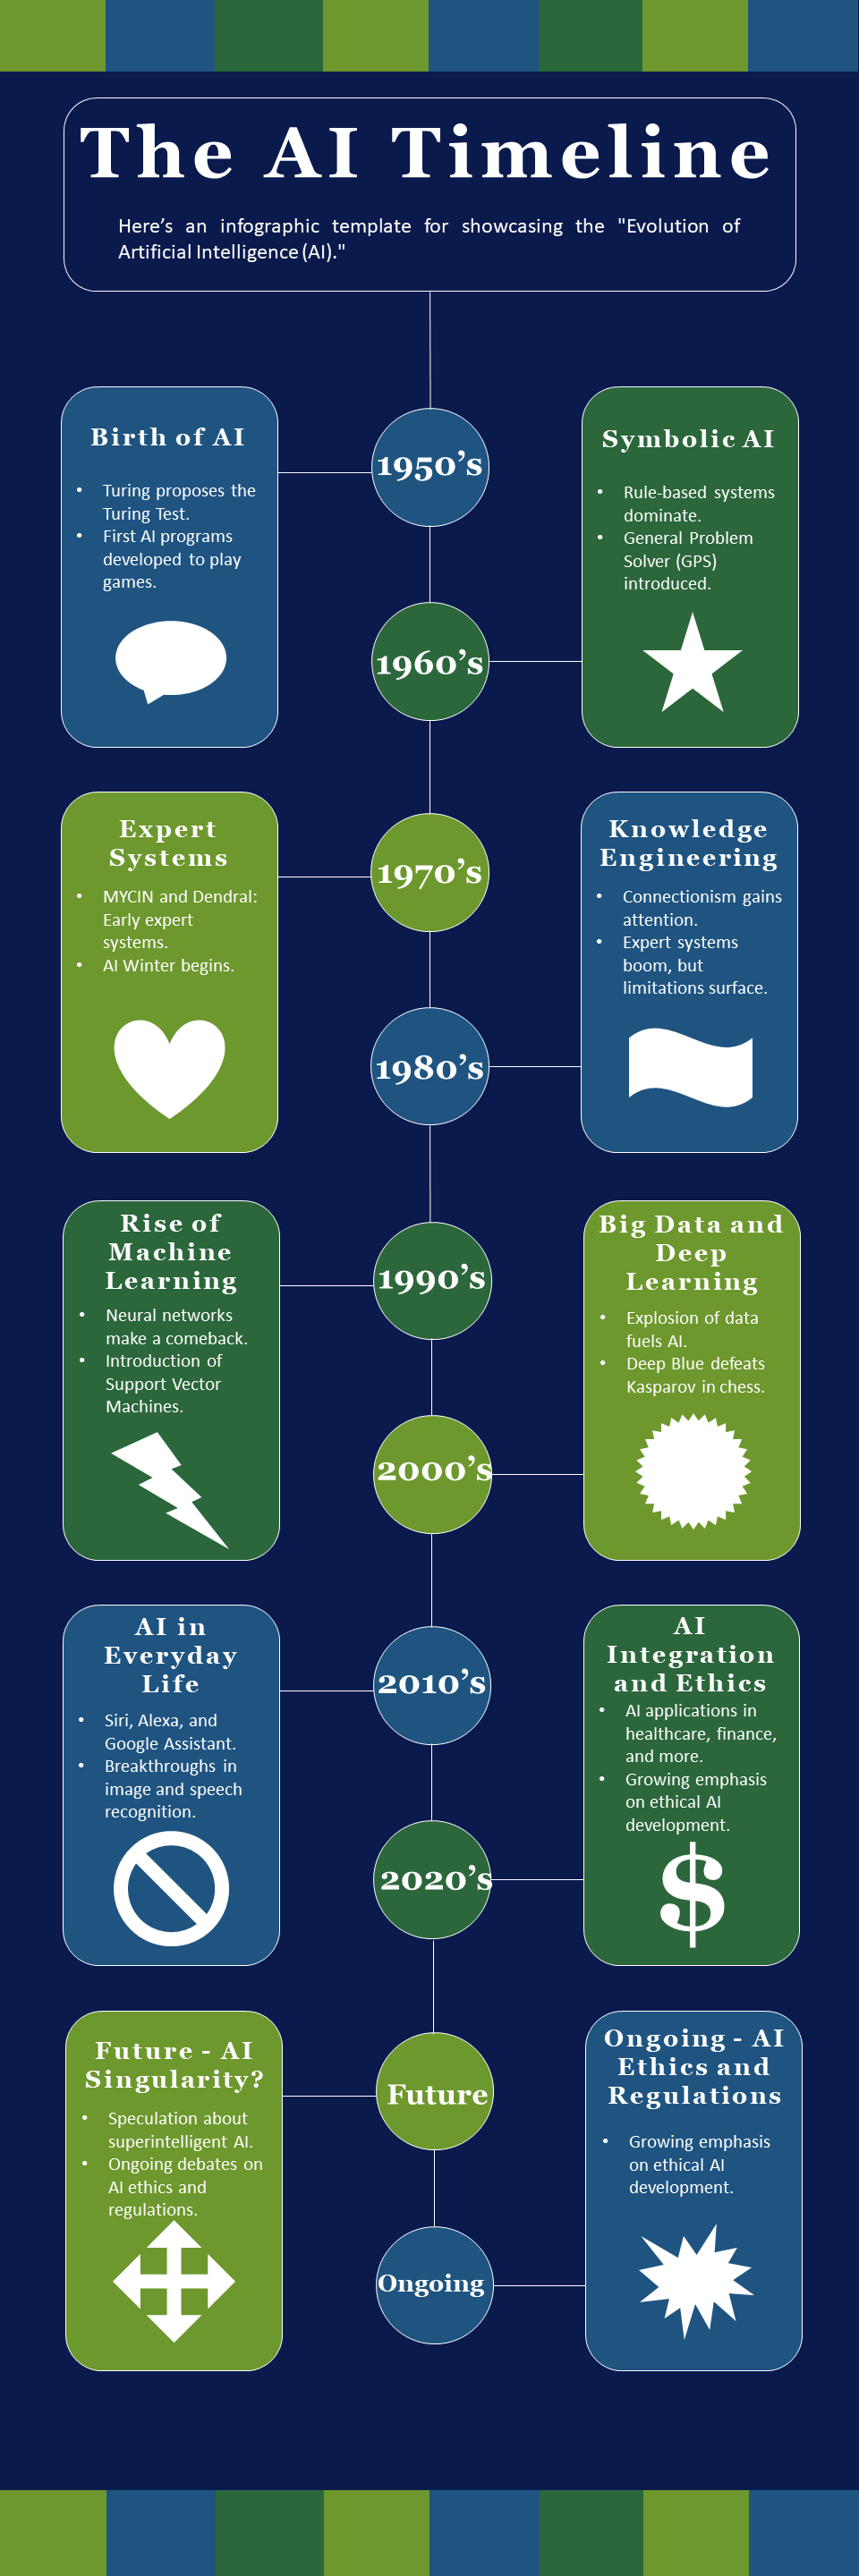 The AI Timeline
Here’s an infographic template for showcasing the "Evolution of
Artificial Intelligence (AI)."
1950’s
Birth of AI
• Turing proposes the
Turing Test.
• First AI programs
developed to play
games.
1960’s
Symbolic AI
• Rule-based systems
dominate.
• General Problem
Solver (GPS)
introduced.
1970’s
Expert
Systems
• MYCIN and Dendral:
Early expert
systems.
• AI Winter begins.
1980’s
Knowledge
Engineering
• Connectionism gains
attention.
• Expert systems
boom, but
limitations surface.
1990’s
Rise of
Machine
Learning
• Neural networks
make a comeback.
• Introduction of
Support Vector
Machines.
2000’s
Big Data and
Deep
Learning
• Explosion of data
fuels AI.
• Deep Blue defeats
Kasparov in chess.
2010’s
AI in
Everyday
Life
• Siri, Alexa, and
Google Assistant.
• Breakthroughs in
image and speech
recognition.
2020’s
AI
Integration
and Ethics
• AI applications in
healthcare, finance,
and more.
• Growing emphasis
on ethical AI
development.
$
Future
Future - AI
Singularity?
• Speculation about
superintelligent AI.
• Ongoing debates on
AI ethics and
regulations.
Ongoing
Ongoing - AI
Ethics and
Regulations
• Growing emphasis
on ethical AI
development.